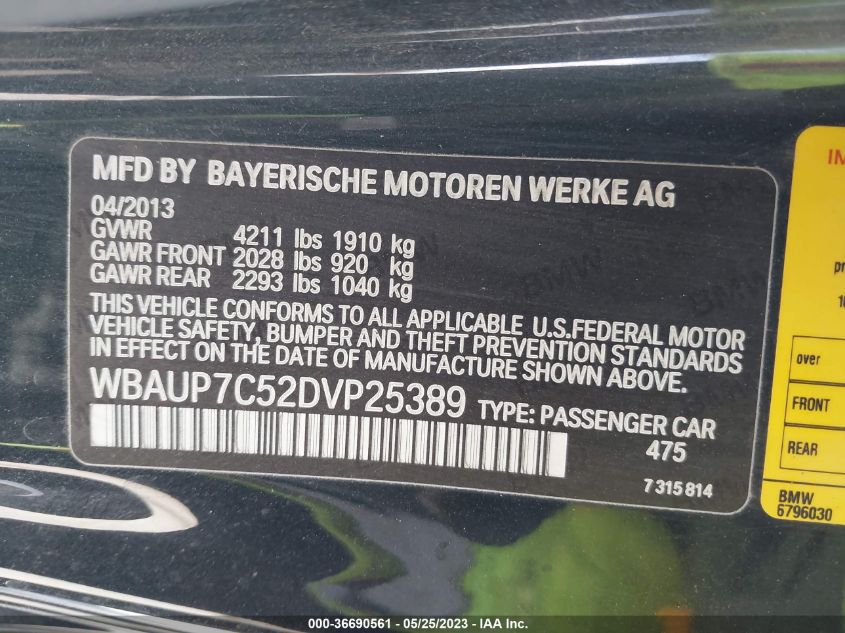 MFD BY BAYERISCHE MOTOREN WERKE AG
04/2013
GVWR 4211 lbs 1910 kg
GAWR FRONT 2028 lbs 920 kg
GAWR REAR 2293 lbs 1040 kg
THIS VEHICLE CONFORMS TO ALL APPLICABLE U.S.FEDERAL MOTOR
VEHICLE SAFETY, BUMPER AND THEFT PREVENTION STANDARDS
IN EFFECT ON THE DATE OF MANUFACTURE SHOWN ABOVE.
WBAUP7C52DVP25389 TYPE: PASSENGER CAR
475
7 315 814
over
FRONT
REAR
BMW
6796030
000-36690561 - 05/25/2023 - IAA Inc.